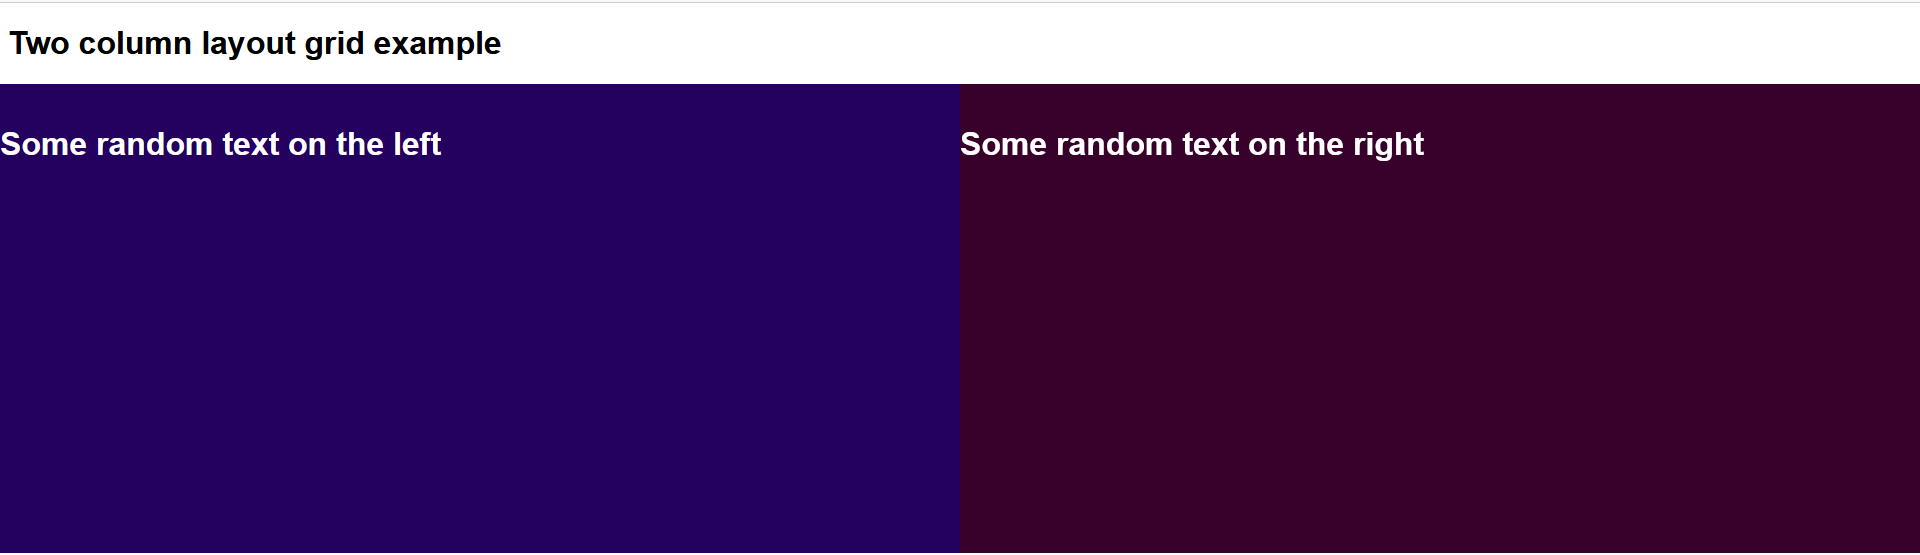 Two column layout grid example
Some random text on the left
Some random text on the right